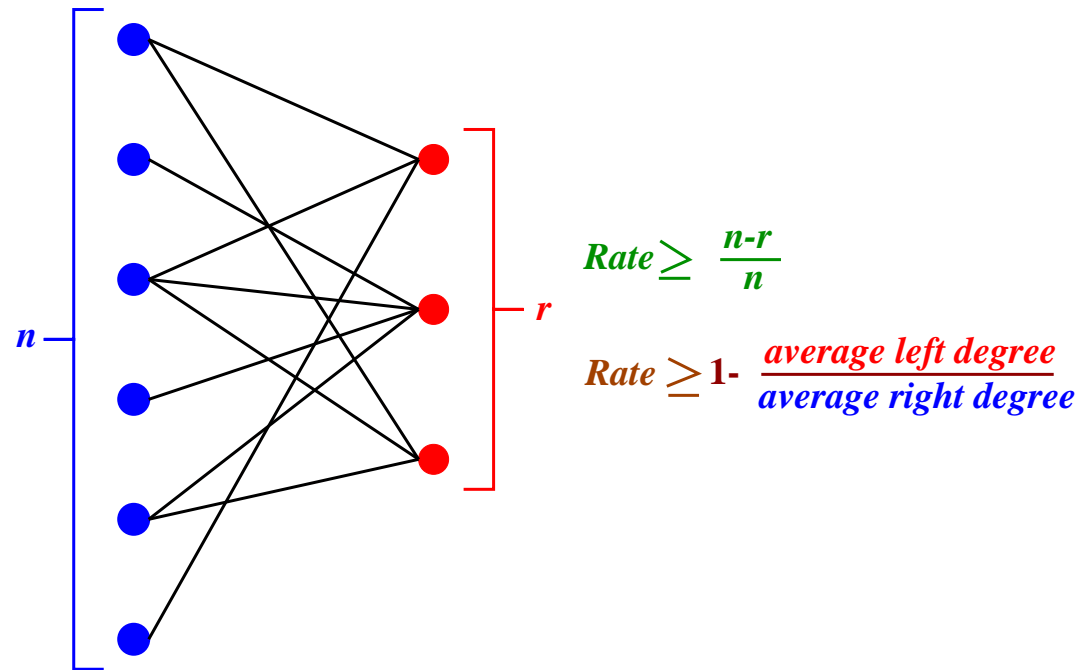 n
r
Rate ≥ n-r
n
Rate ≥ 1- average left degree
average right degree